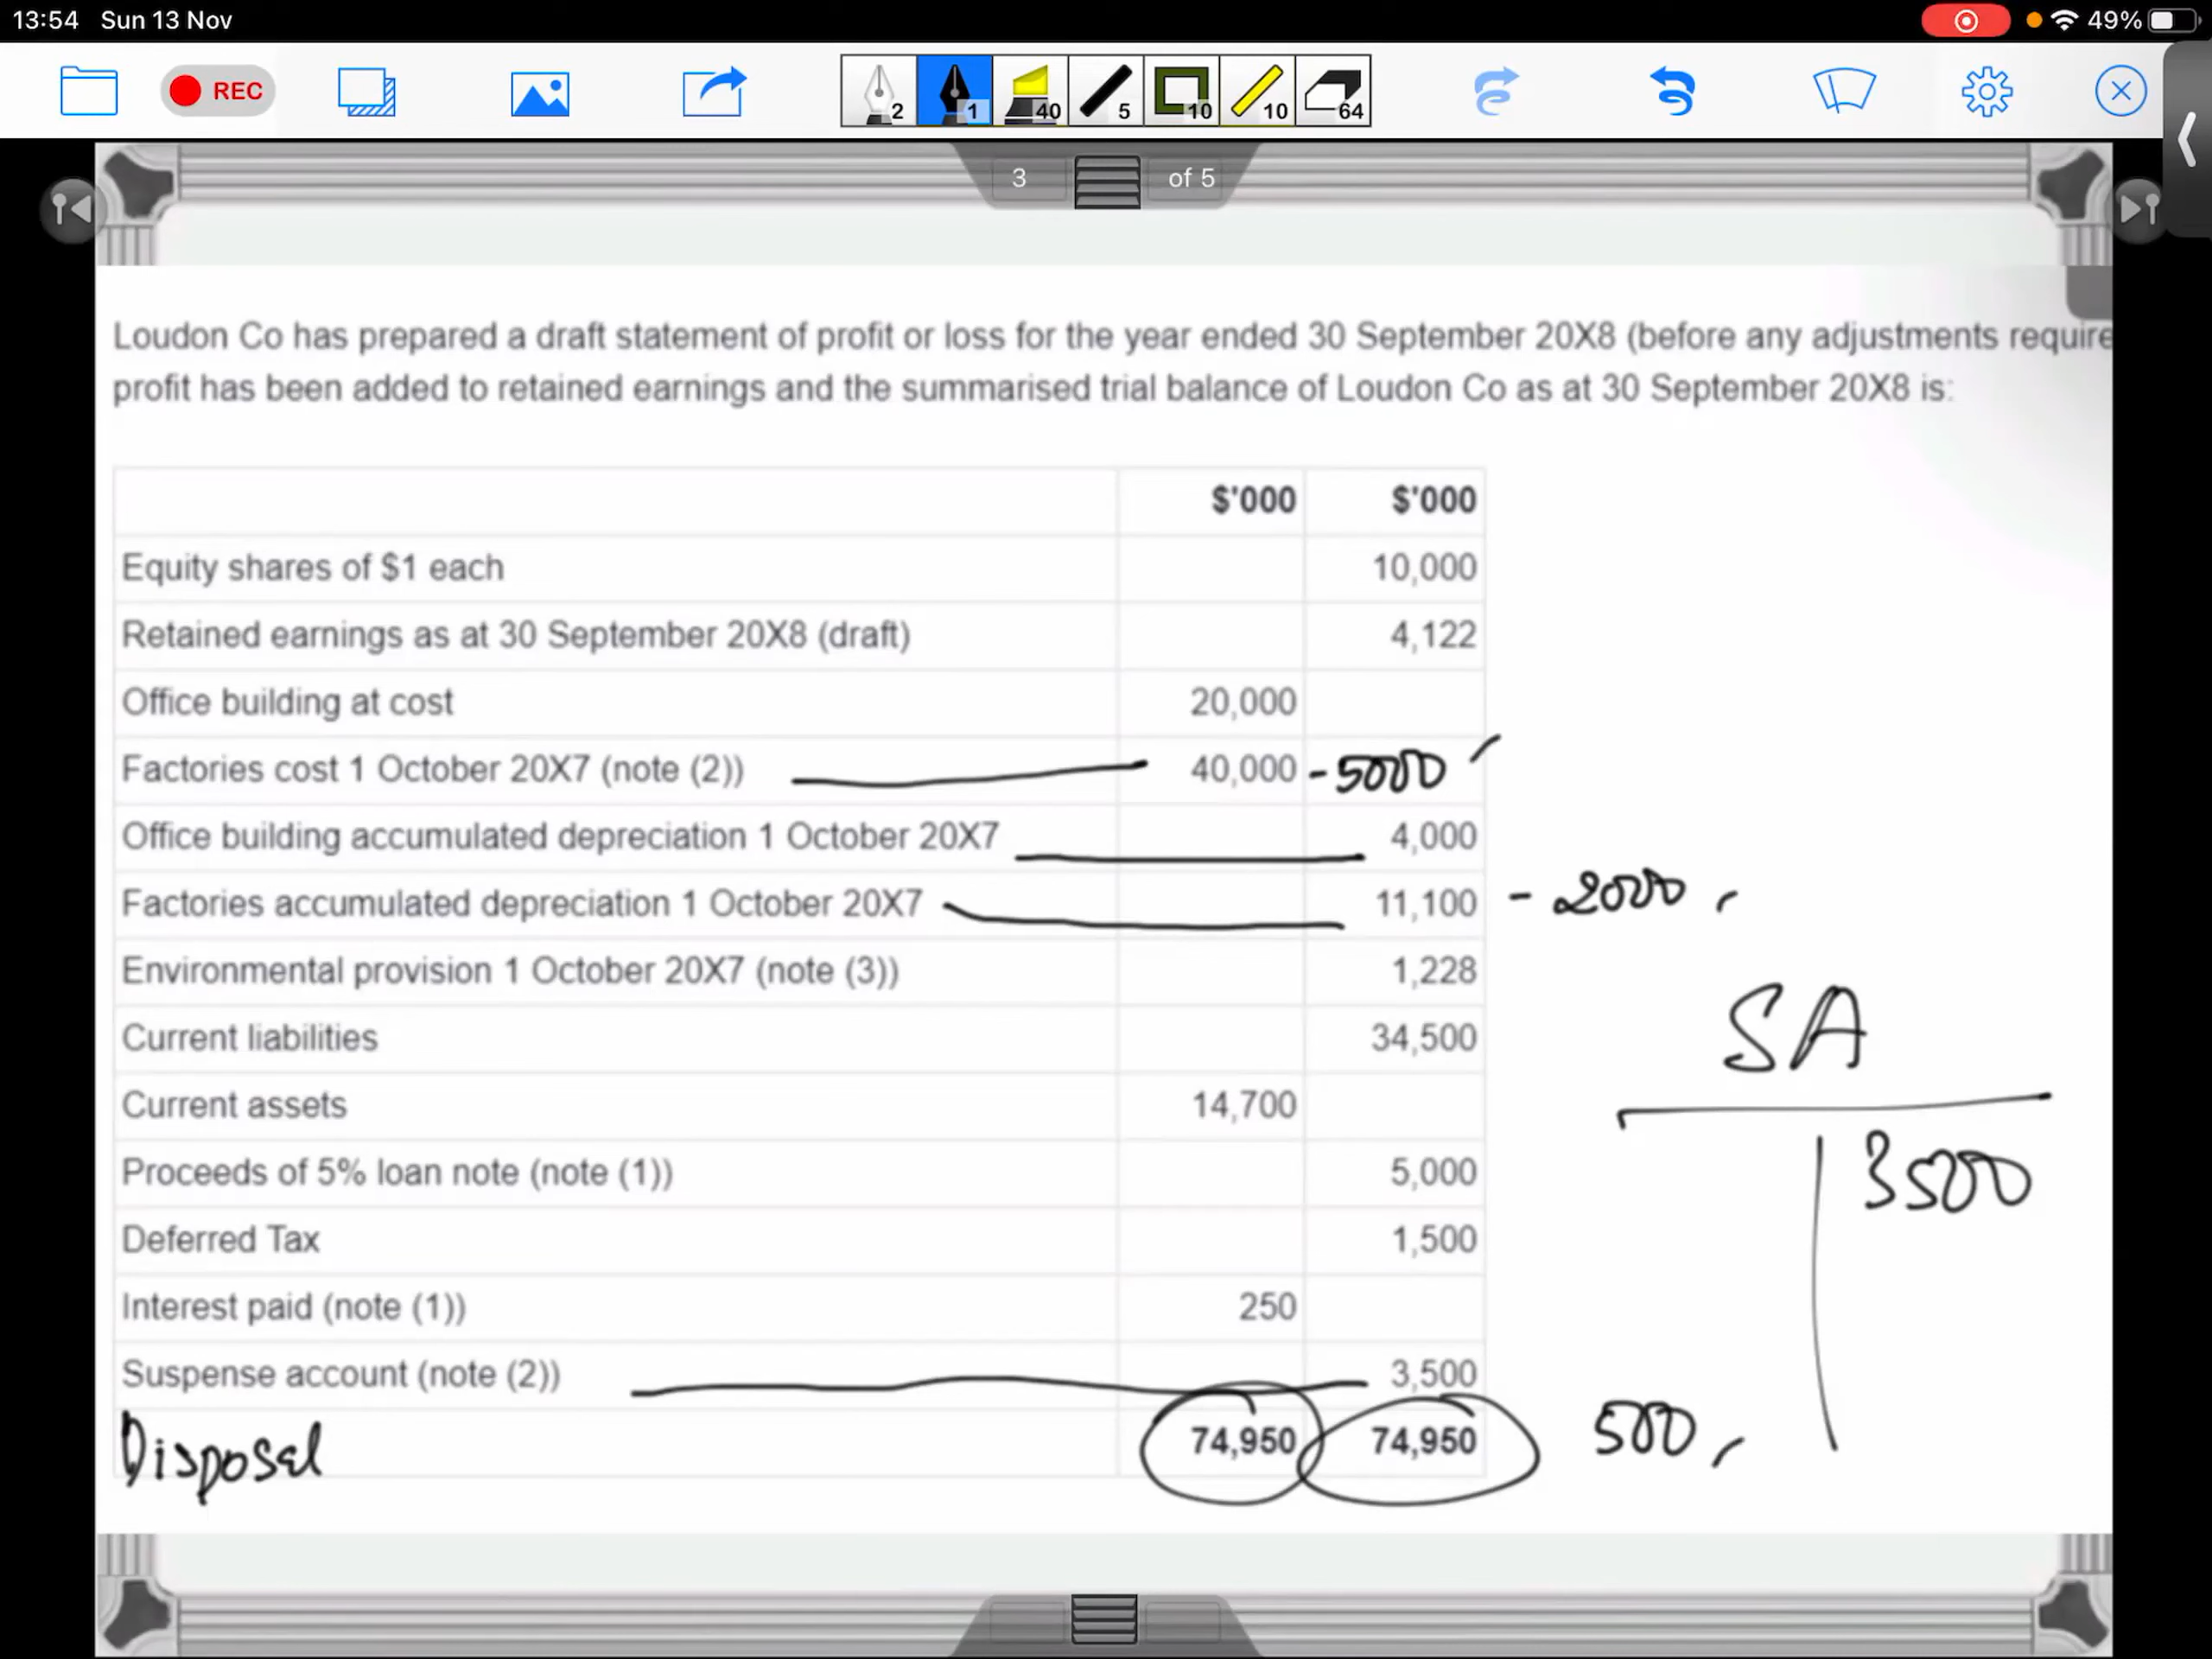 13:54 Sun 13 Nov 49%
REC 2 1 40 5 10 10 64
3 of 5
Loudon Co has prepared a draft statement of profit or loss for the year ended 30 September 20X8 (before any adjustments require
profit has been added to retained earnings and the summarised trial balance of Loudon Co as at 30 September 20X8 is:
$'000 $'000
Equity shares of $1 each 10,000
Retained earnings as at 30 September 20X8 (draft) 4,122
Office building at cost 20,000
Factories cost 1 October 20X7 (note (2)) 40,000 - 5000
Office building accumulated depreciation 1 October 20X7 4,000
Factories accumulated depreciation 1 October 20X7 11,100 - 2000
Environmental provision 1 October 20X7 (note (3)) 1,228
SA
Current liabilities 34,500
Current assets 14,700
Proceeds of 5% loan note (note (1)) 5,000 3500
Deferred Tax 1,500
Interest paid (note (1)) 250
Suspense account (note (2)) 3,500
Disposal 74,950 74,950 500